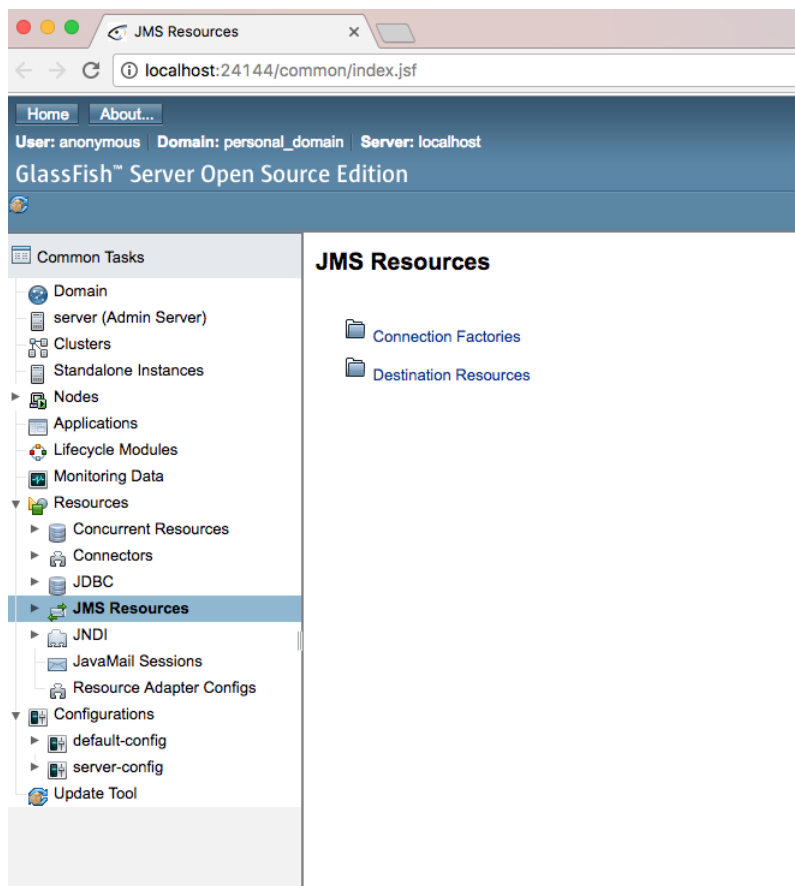 JMS Resources
localhost:24144/common/index.jsf
Home About...
User: anonymous Domain: personal_domain Server: localhost
GlassFish™ Server Open Source Edition
Common Tasks
Domain
server (Admin Server)
Clusters
Standalone Instances
Nodes
Applications
Lifecycle Modules
Monitoring Data
Resources
Concurrent Resources
Connectors
JDBC
JMS Resources
JNDI
JavaMail Sessions
Resource Adapter Configs
Configurations
default-config
server-config
Update Tool
JMS Resources
Connection Factories
Destination Resources